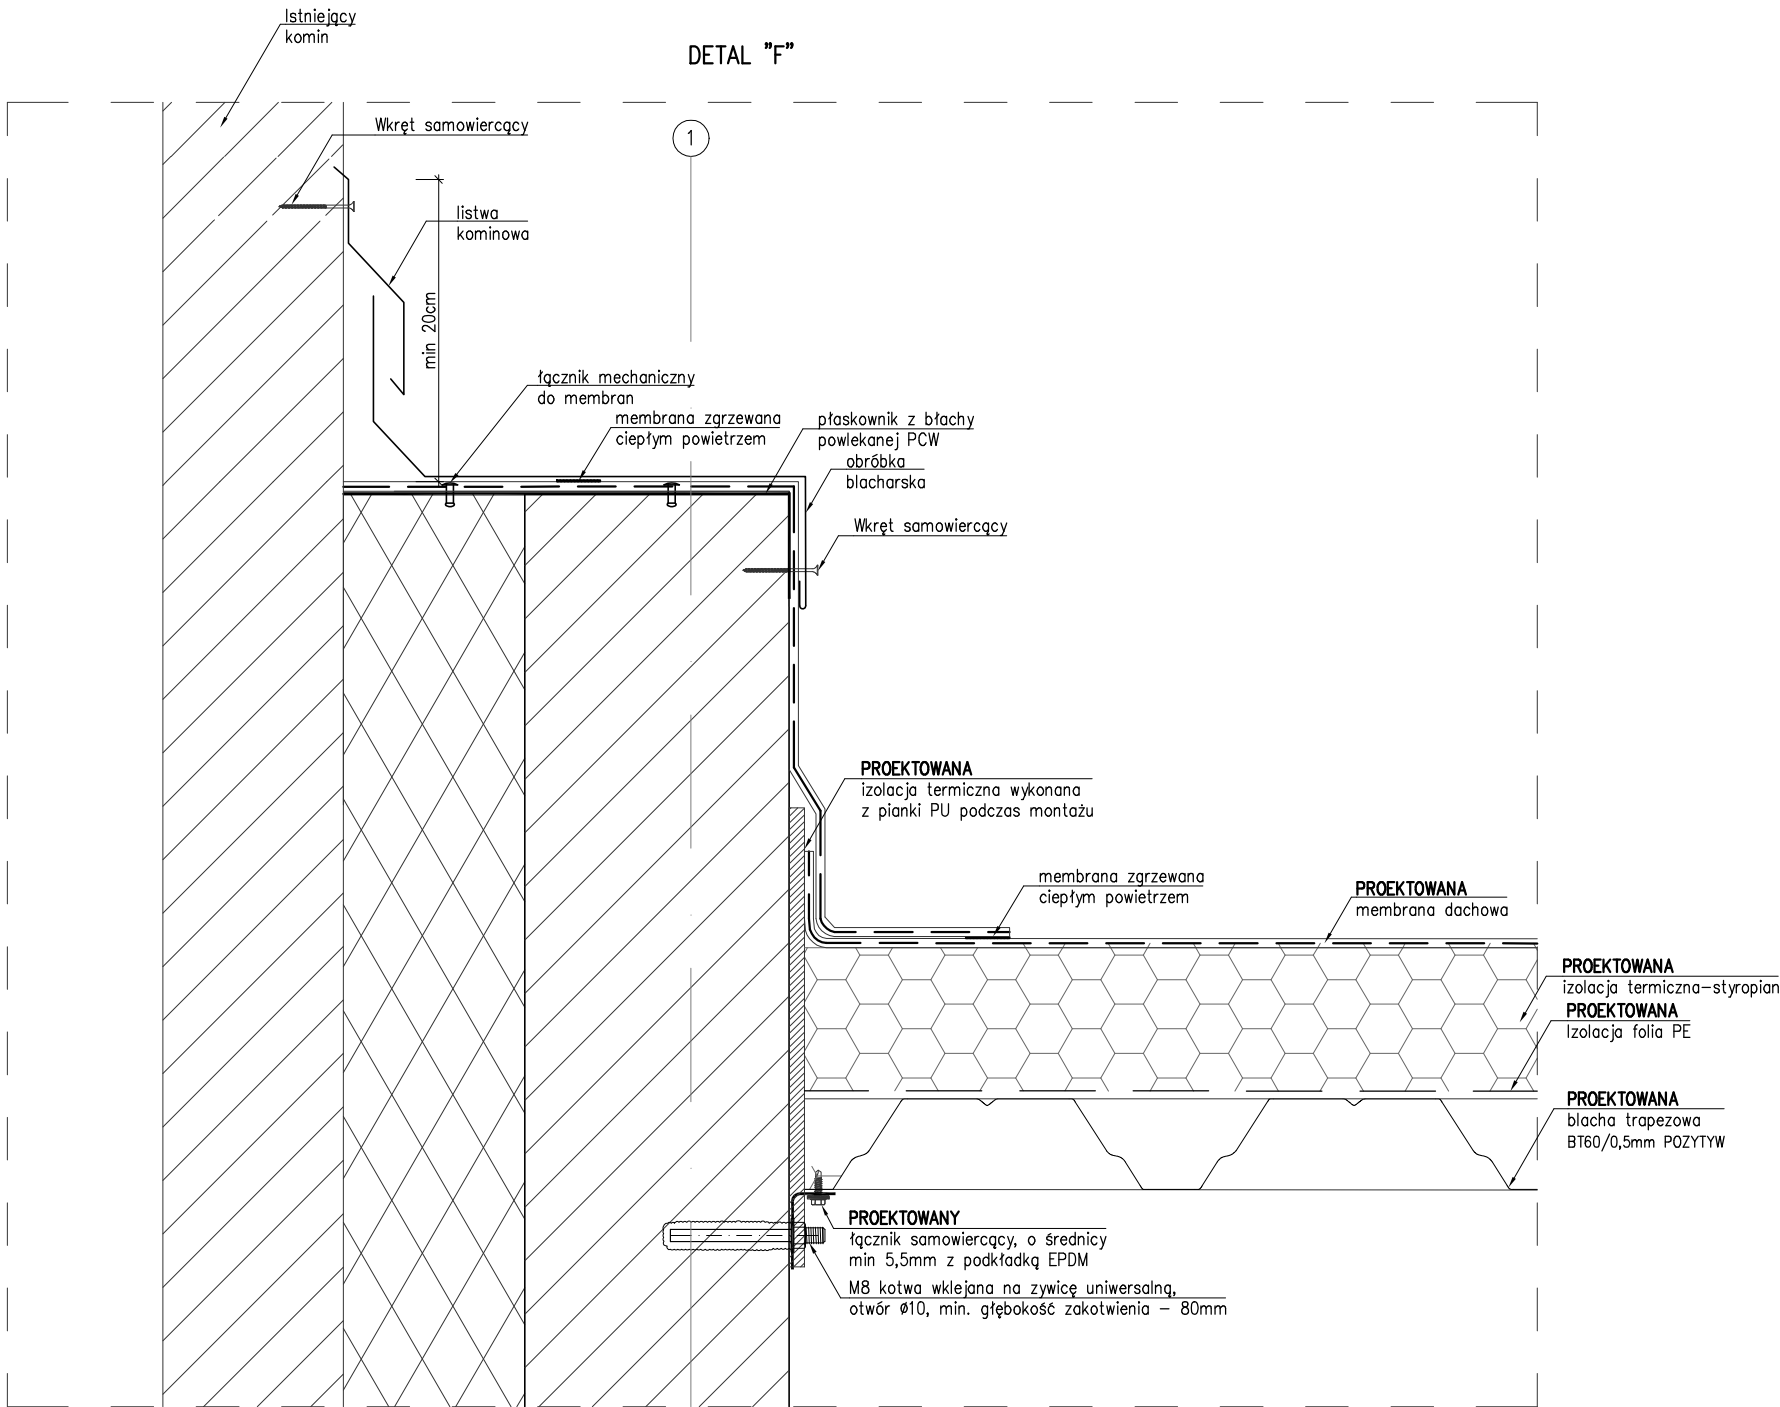 Istniejący
komin
DETAL "F"
Wkręt samowiercący
1
listwa
kominowa
min 20cm
łącznik mechaniczny
do membran
membrana zgrzewana
ciepłym powietrzem
płaskownik z błachy
powlekanej PCW
obróbka
blacharska
Wkręt samowiercący
PROEKTOWANA
izolacja termiczna wykonana
z pianki PU podczas montażu
membrana zgrzewana
ciepłym powietrzem
PROEKTOWANA
membrana dachowa
PROEKTOWANA
izolacja termiczna-styropian
PROEKTOWANA
Izolacja folia PE
PROEKTOWANA
blacha trapezowa
BT60/0,5mm POZYTYW
PROEKTOWANY
łącznik samowiercący, o średnicy
min 5,5mm z podkładką EPDM
M8 kotwa wklejana na zywicę uniwersalną,
otwór ø10, min. głębokość zakotwienia - 80mm